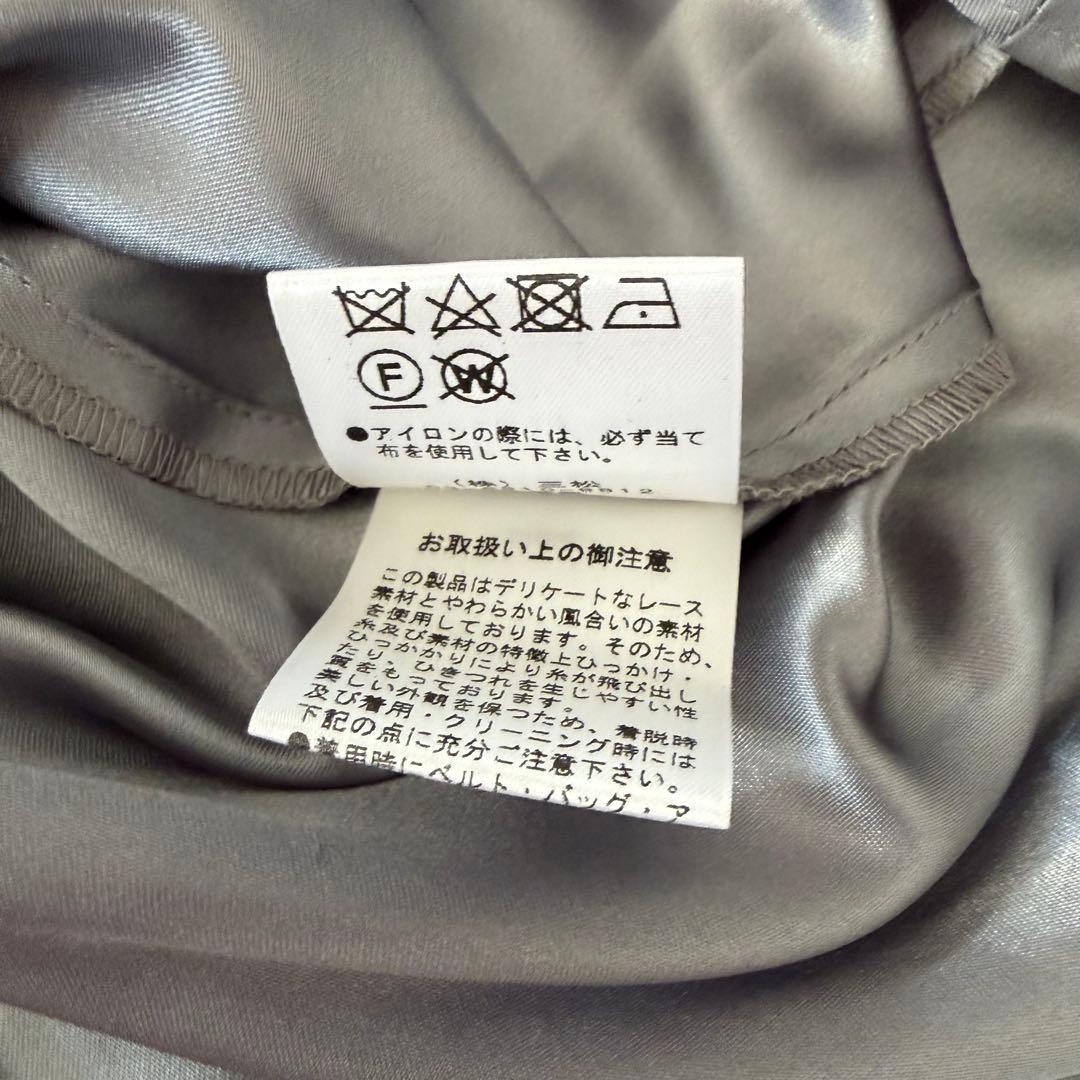 F W
●アイロンの際には、必ず当て
布を使用して下さい。
(株) 三松
お取扱い上の御注意
この製品はデリケートなレース
素材とやわらかい風合いの素材
を使用しております。そのため、
糸及び素材の特徴上ひっかけ・
ひっかかりにより糸が飛び出し
たり、ひきつれを生じやすい性
質をもっております。
美しい外観を保つため、着脱時
及び着用・クリーニング時には
下記の点に充分ご注意下さい。
●着用時にベルト・バッグ・ア